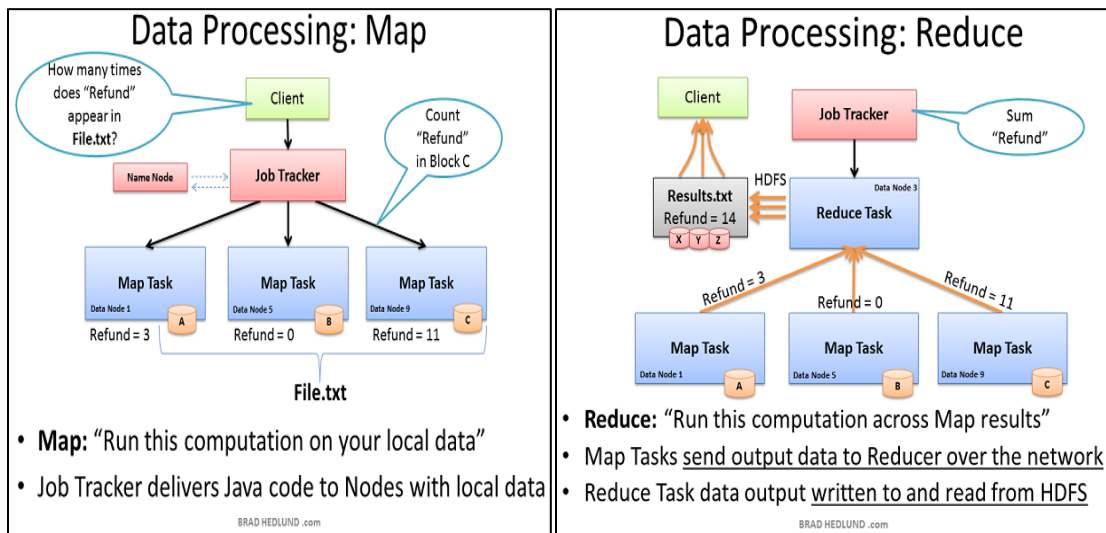 Data Processing: Map
How many times
does “Refund”
appear in
File.txt?
Client
Count
“Refund”
in Block C
Name Node
Job Tracker
Map Task
Data Node 1
A
Map Task
Data Node 5
B
Map Task
Data Node 9
C
Refund = 3
Refund = 0
Refund = 11
File.txt
• Map: “Run this computation on your local data”
• Job Tracker delivers Java code to Nodes with local data
BRAD HEDLUND .com
Data Processing: Reduce
Client
Job Tracker
Sum
“Refund”
HDFS
Results.txt
Refund = 14
X Y Z
Data Node 3
Reduce Task
Refund = 3
Refund = 0
Refund = 11
Map Task
Data Node 1
A
Map Task
Data Node 5
B
Map Task
Data Node 9
C
• Reduce: “Run this computation across Map results”
• Map Tasks send output data to Reducer over the network
• Reduce Task data output written to and read from HDFS
BRAD HEDLUND .com